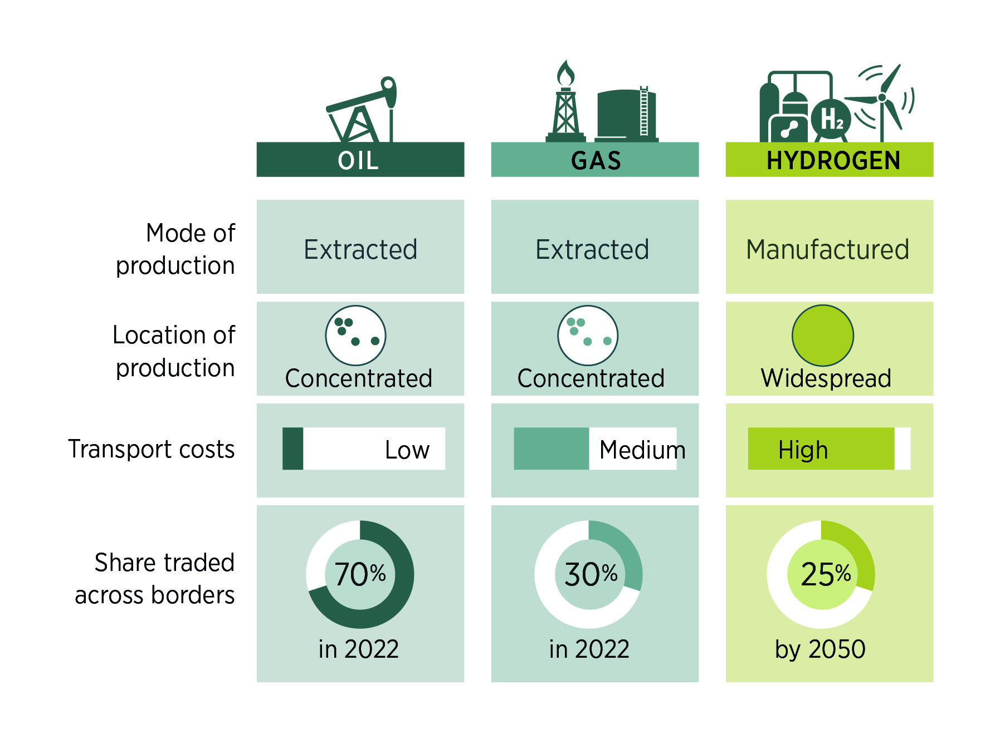 H2
OIL
GAS
HYDROGEN
Mode of
production
Extracted
Extracted
Manufactured
Location of
production
Concentrated
Concentrated
Widespread
Transport costs
Low
Medium
High
Share traded
across borders
70%
in 2022
30%
in 2022
25%
by 2050